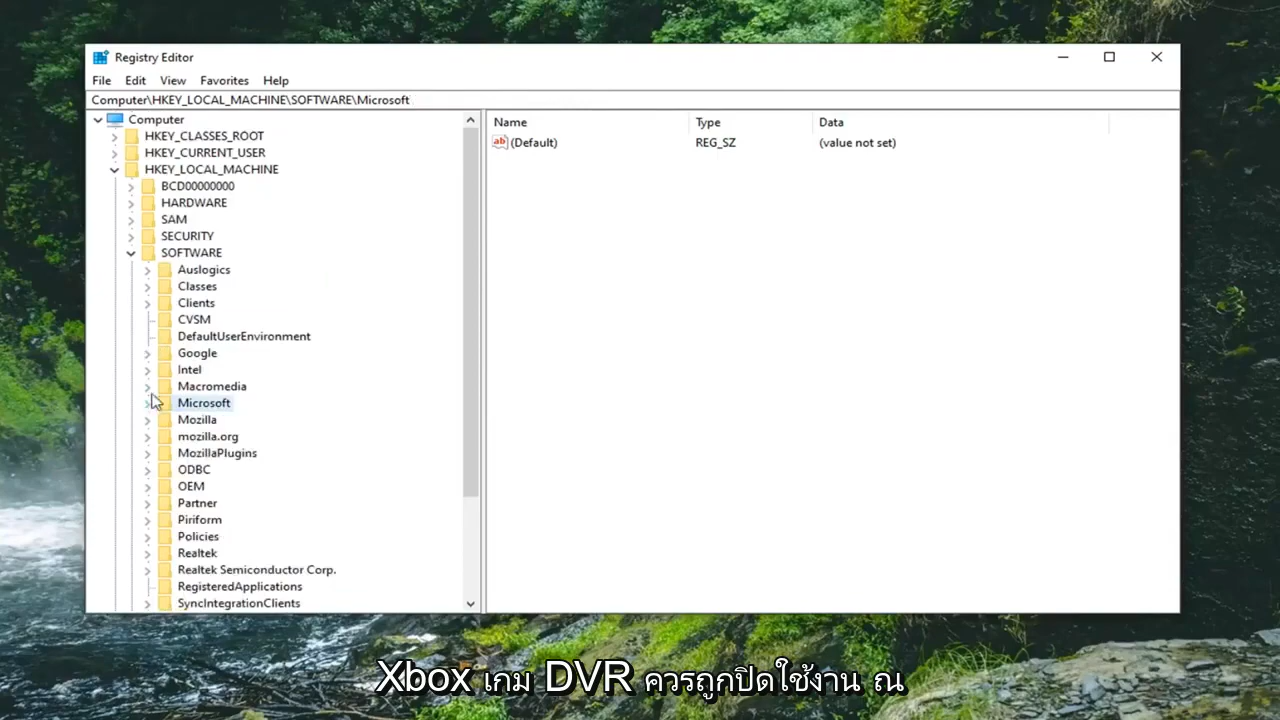 Registry Editor
File Edit View Favorites Help
Computer\HKEY_LOCAL_MACHINE\SOFTWARE\Microsoft
Computer
HKEY_CLASSES_ROOT
HKEY_CURRENT_USER
HKEY_LOCAL_MACHINE
BCD00000000
HARDWARE
SAM
SECURITY
SOFTWARE
Auslogics
Classes
Clients
CVSM
DefaultUserEnvironment
Google
Intel
Macromedia
Microsoft
Mozilla
mozilla.org
MozillaPlugins
ODBC
OEM
Partner
Piriform
Policies
Realtek
Realtek Semiconductor Corp.
RegisteredApplications
SyncIntegrationClients
Name Type Data
ab (Default) REG_SZ (value not set)
Xbox เกม DVR ควรถูกปิดใช้งาน ณ